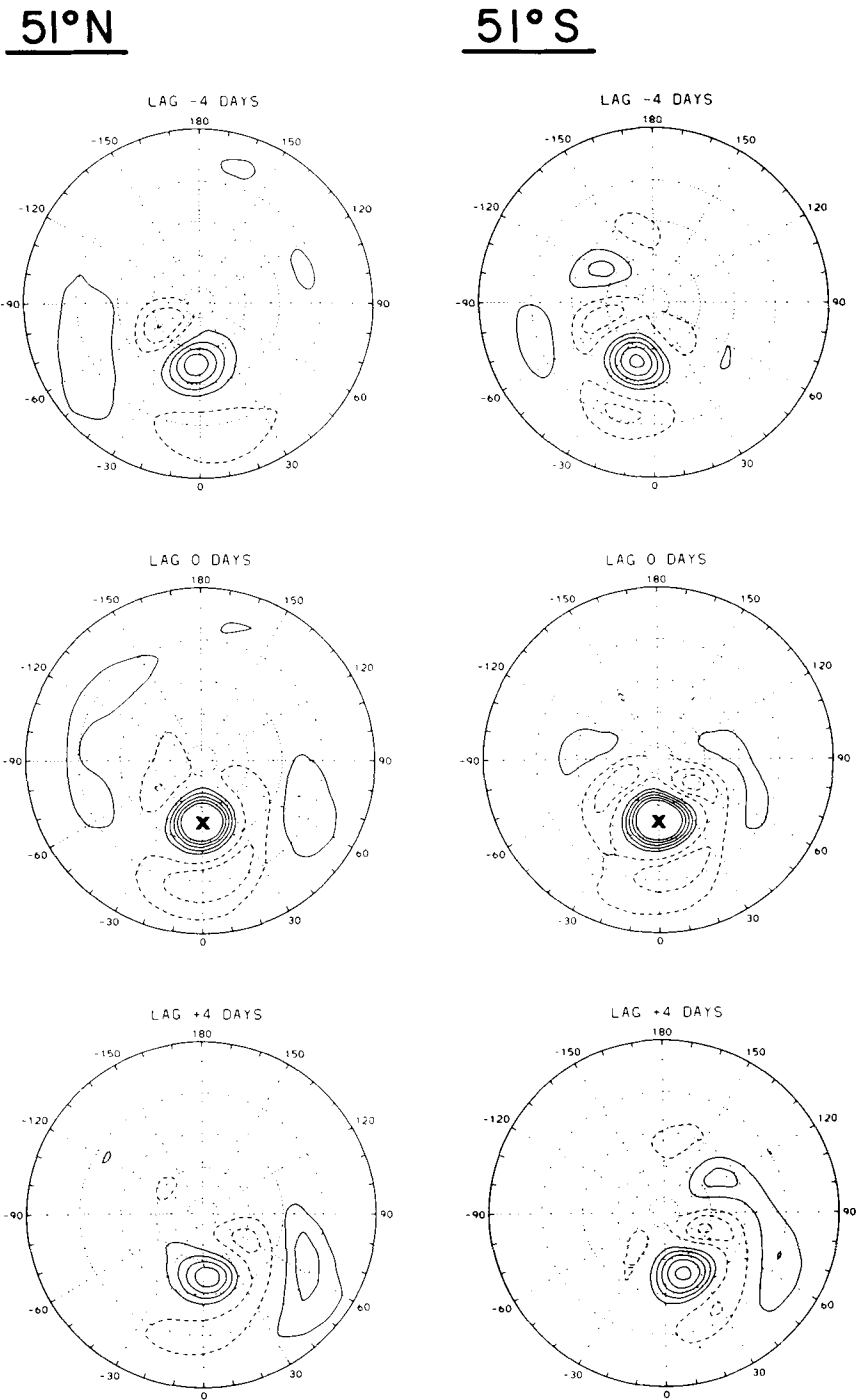 51°N 51°S
LAG -4 DAYS LAG -4 DAYS
180 180
-150 150 -150 150
-120 120 -120 120
-90 90 -90 90
-60 60 -60 60
-30 30 -30 30
0 0
LAG 0 DAYS LAG 0 DAYS
180 180
-150 150 -150 150
-120 120 -120 120
-90 90 -90 90
X X
-60 60 -60 60
-30 30 -30 30
0 0
LAG +4 DAYS LAG +4 DAYS
180 180
-150 150 -150 150
-120 120 -120 120
-90 90 -90 90
-60 60 -60 60
-30 30 -30 30
0 0